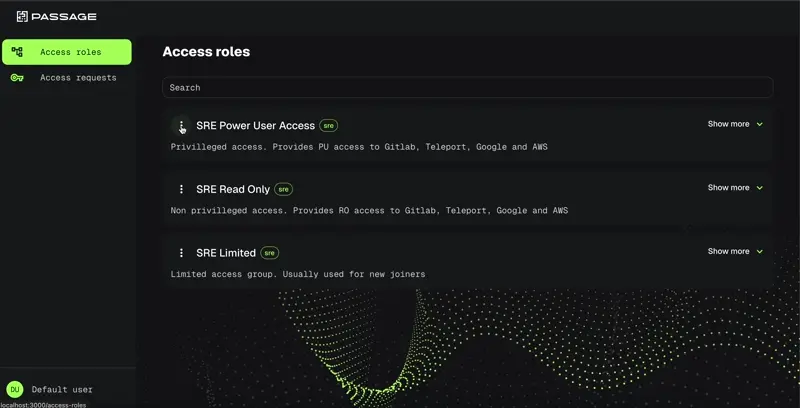 PASSAGE
Access roles
Access requests
Access roles
Search
SRE Power User Access sre Show more
Privilleged access. Provides PU access to Gitlab, Teleport, Google and AWS
SRE Read Only sre Show more
Non privilleged access. Provides RO access to Gitlab, Teleport, Google and AWS
SRE Limited sre Show more
Limited access group. Usually used for new joiners
DU Default user
localhost:3000/access-roles